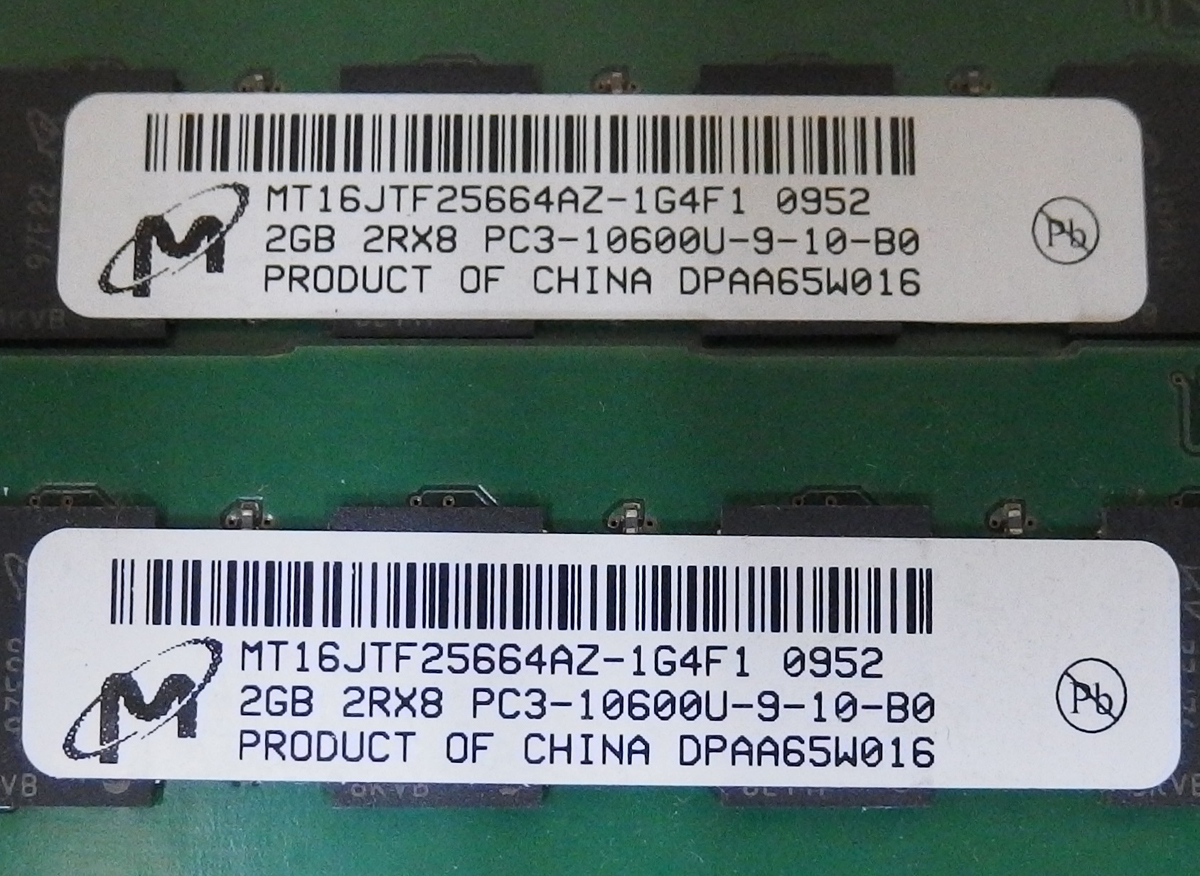 MT16JTF25664AZ-1G4F1 0952
2GB 2RX8 PC3-10600U-9-10-B0
PRODUCT OF CHINA DPAA65W016
Pb
MT16JTF25664AZ-1G4F1 0952
2GB 2RX8 PC3-10600U-9-10-B0
PRODUCT OF CHINA DPAA65W016
Pb